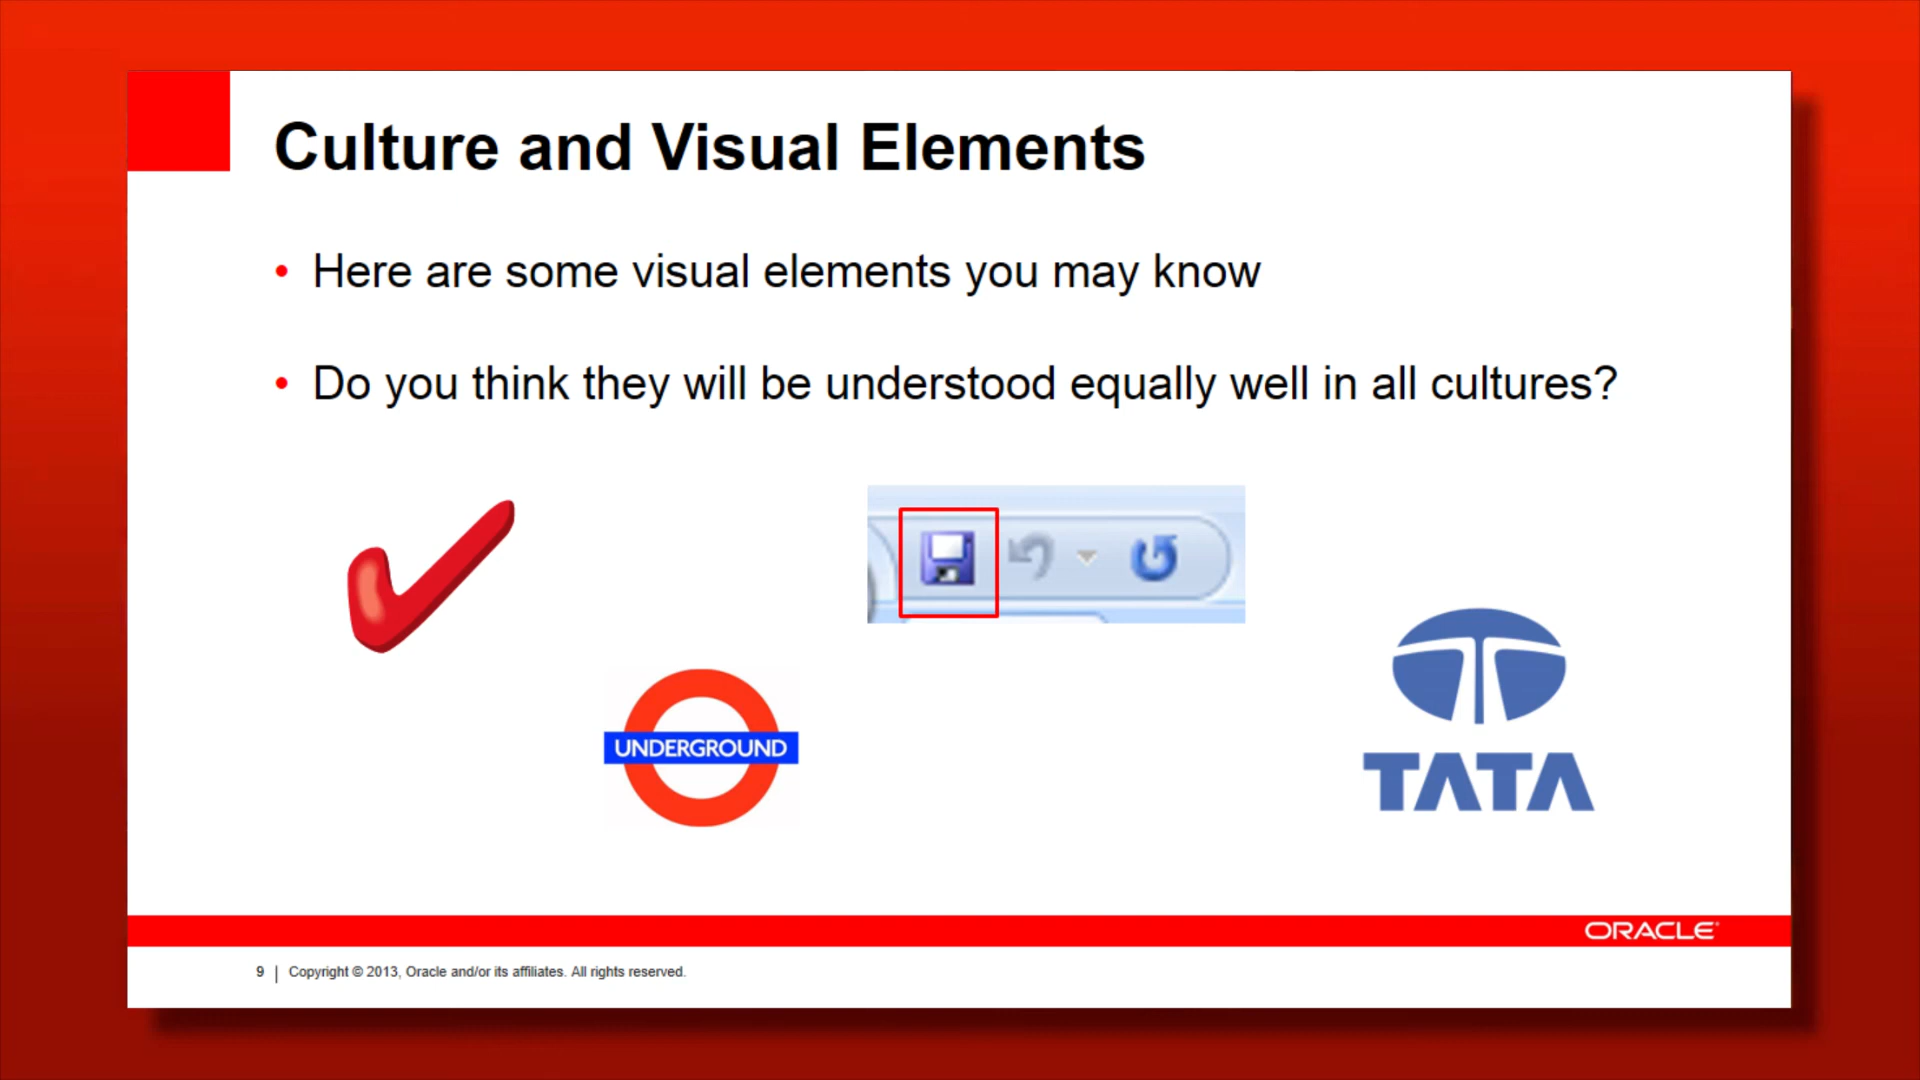 Culture and Visual Elements
• Here are some visual elements you may know
• Do you think they will be understood equally well in all cultures?
UNDERGROUND
TATA
ORACLE
9 | Copyright © 2013, Oracle and/or its affiliates. All rights reserved.